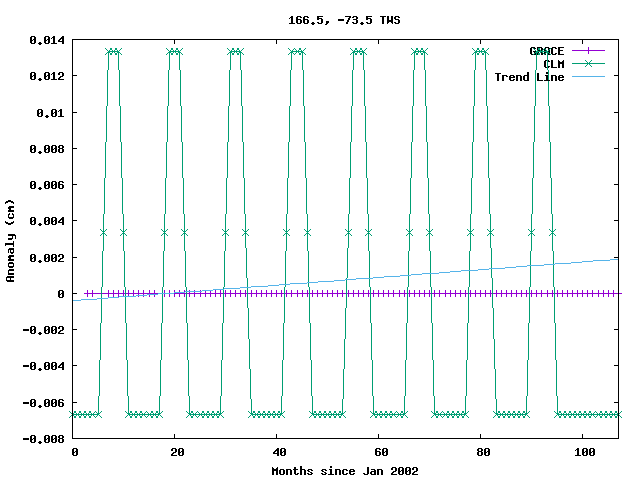 166.5, -73.5 TWS
GRACE
CLM
Trend Line
0.014
0.012
0.01
0.008
0.006
0.004
0.002
0
-0.002
-0.004
-0.006
-0.008
Anomaly (cm)
0 20 40 60 80 100
Months since Jan 2002